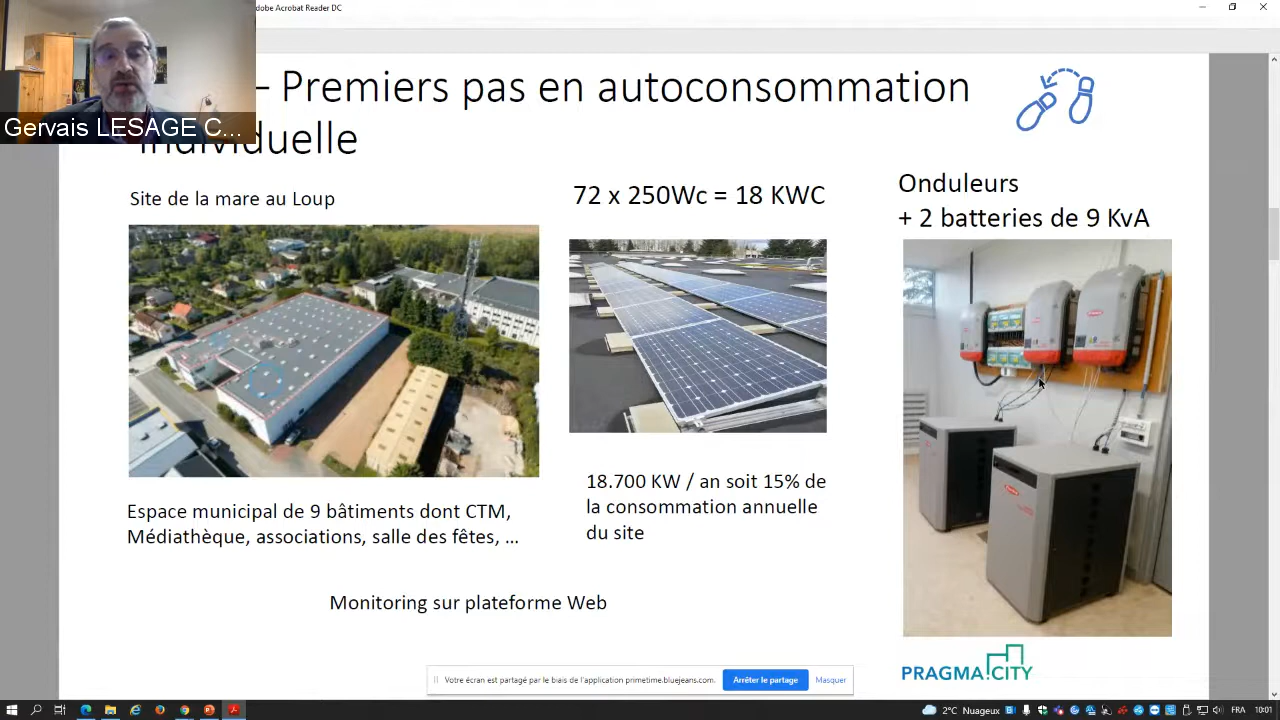 dobe Acrobat Reader DC
– Premiers pas en autoconsommation
individuelle
Gervais LESAGE C...
Site de la mare au Loup
72 x 250Wc = 18 KWC
Onduleurs
+ 2 batteries de 9 KvA
Espace municipal de 9 bâtiments dont CTM,
Médiathèque, associations, salle des fêtes, ...
18.700 KW / an soit 15% de
la consommation annuelle
du site
Monitoring sur plateforme Web
PRAGMA!CITY
Votre écran est partagé par le biais de l'application primetime.bluejeans.com.
Arrêter le partage
Masquer
2°C Nuageux
FRA
10:01